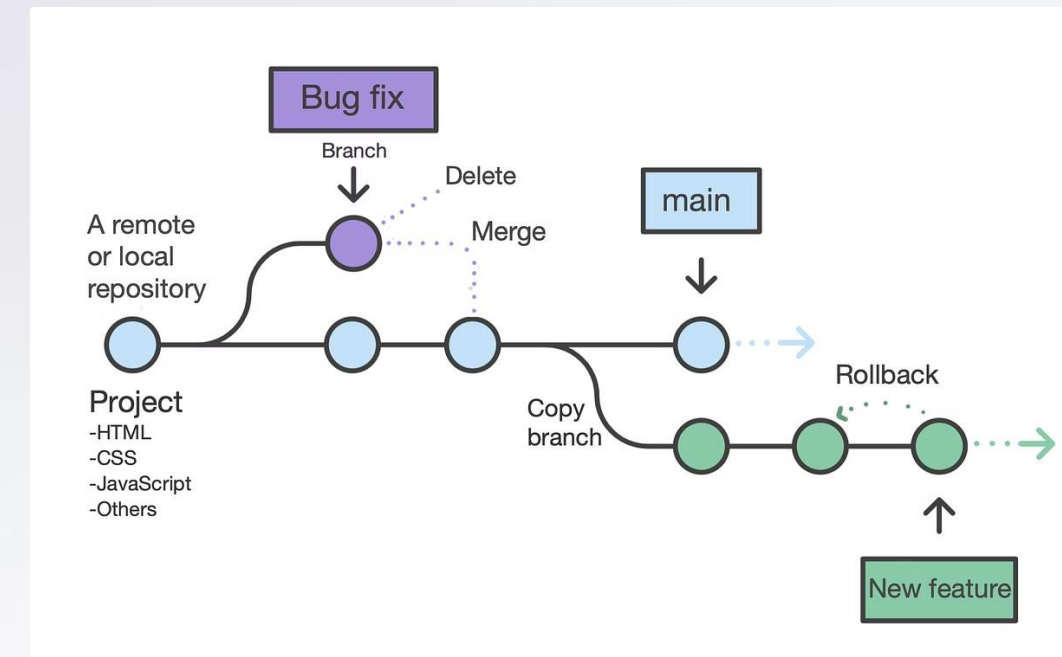 Bug fix
Branch
Delete
Merge
main
A remote
or local
repository
Project
-HTML
-CSS
-JavaScript
-Others
Copy
branch
Rollback
New feature